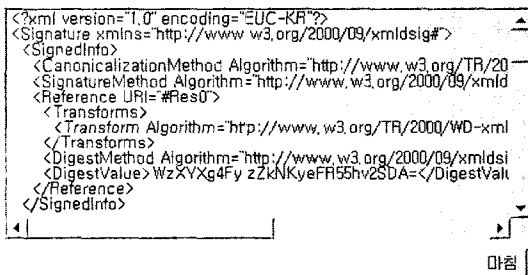 <?xml version="1.0" encoding="EUC-KR"?>
<Signature xmlns="http://www.w3.org/2000/09/xmldsig#">
<SignedInfo>
<CanonicalizationMethod Algorithm="http://www.w3.org/TR/20
<SignatureMethod Algorithm="http://www.w3.org/2000/09/xmld
<Reference URI="#Res0">
<Transforms>
<Transform Algorithm="http://www.w3.org/TR/2000/WD-xml
</Transforms>
<DigestMethod Algorithm="http://www.w3.org/2000/09/xmldsi
<DigestValue>WzXYXg4Fy zZkNKyeFR55hv2SDA=</DigestValu
</Reference>
</SignedInfo>
마침